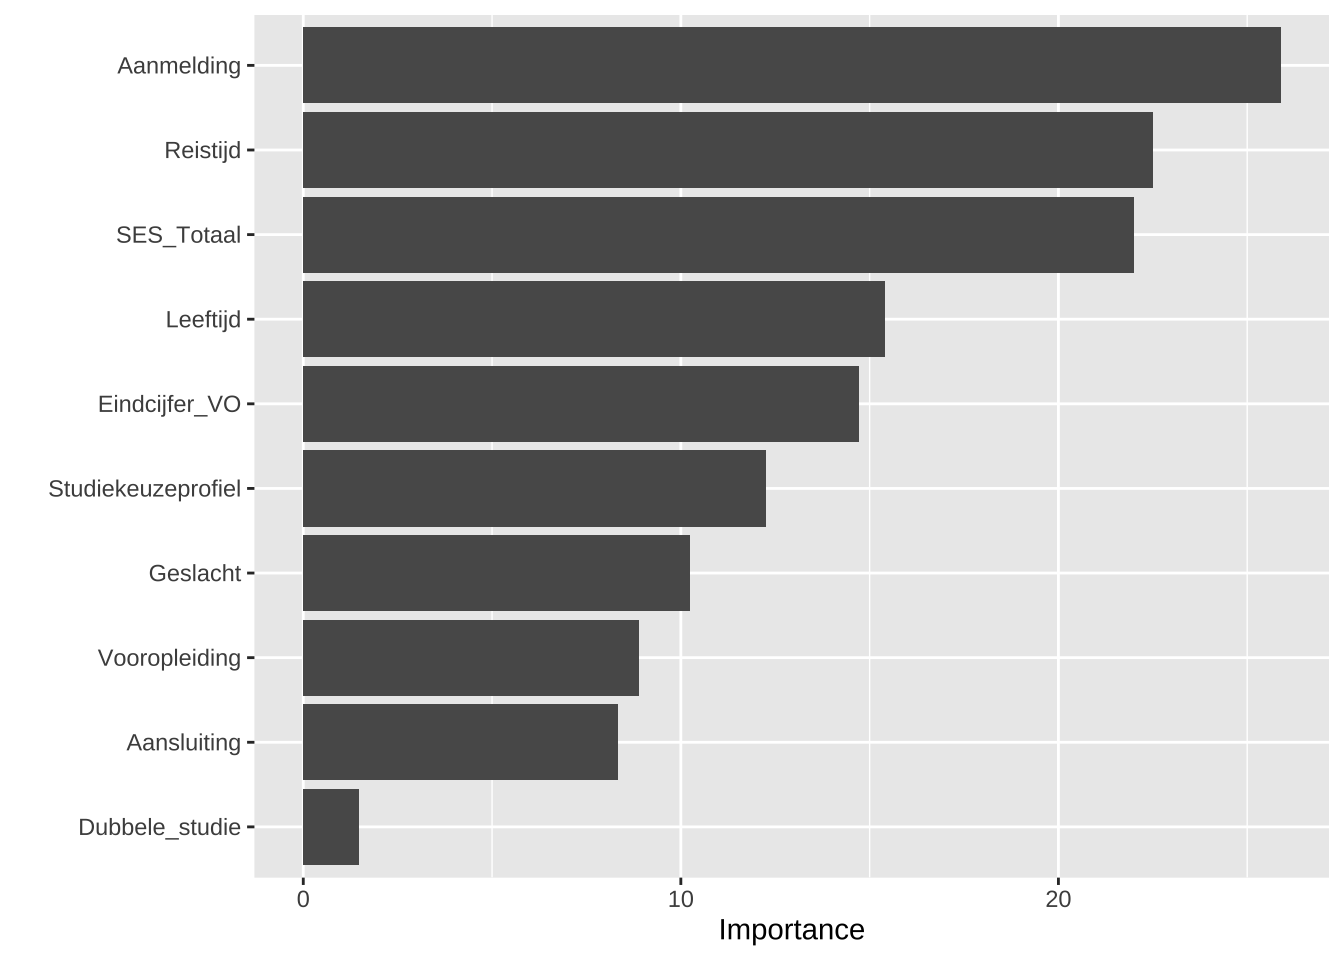 Aanmelding
Reistijd
SES_Totaal
Leeftijd
Eindcijfer_VO
Studiekeuzeprofiel
Geslacht
Vooropleiding
Aansluiting
Dubbele_studie
0 10 20
Importance